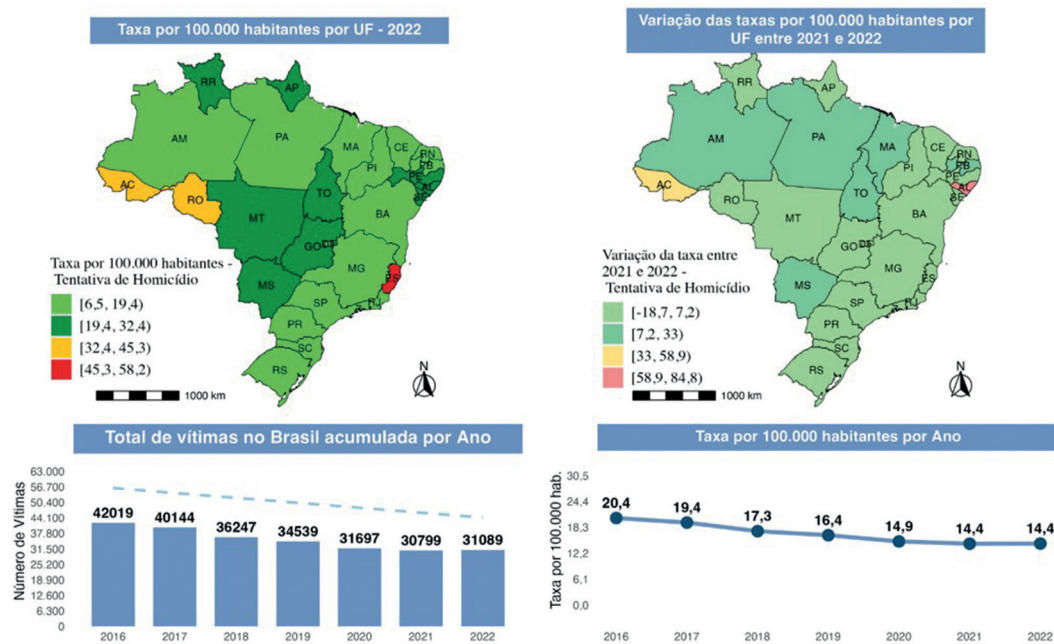 Taxa por 100.000 habitantes por UF - 2022
RR
AP
AM
PA
MA
CE
RN
PB
PE
PI
AL
SE
AC
RO
TO
MT
BA
GO
DF
MG
ES
MS
SP
RJ
PR
SC
RS
Taxa por 100.000 habitantes -
Tentativa de Homicídio
[6,5, 19,4)
[19,4, 32,4)
[32,4, 45,3)
[45,3, 58,2)
1000 km
N
Variação das taxas por 100.000 habitantes por
UF entre 2021 e 2022
RR
AP
AM
PA
MA
CE
RN
PB
PE
PI
AL
SE
AC
RO
TO
MT
BA
GO
DF
MG
ES
MS
SP
RJ
PR
SC
RS
Variação da taxa entre
2021 e 2022 -
Tentativa de Homicídio
[-18,7, 7,2)
[7,2, 33)
[33, 58,9)
[58,9, 84,8)
1000 km
N
Total de vítimas no Brasil acumulada por Ano
Número de Vítimas
63.000
56.700
50.400
44.100
37.800
31.500
25.200
18.900
12.600
6.300
0
42019
40144
36247
34539
31697
30799
31089
2016
2017
2018
2019
2020
2021
2022
Taxa por 100.000 habitantes por Ano
Taxa por 100.000 hab.
30,5
24,4
18,3
12,2
6,1
0,0
20,4
19,4
17,3
16,4
14,9
14,4
14,4
2016
2017
2018
2019
2020
2021
2022